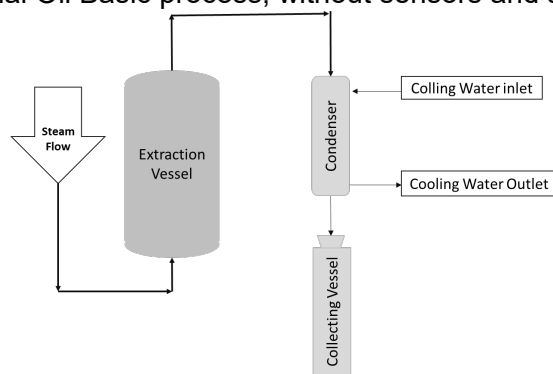 al Oil Basic process, without sensors and
Steam
Flow
Extraction
Vessel
Condenser
Colling Water inlet
Cooling Water Outlet
Collecting Vessel